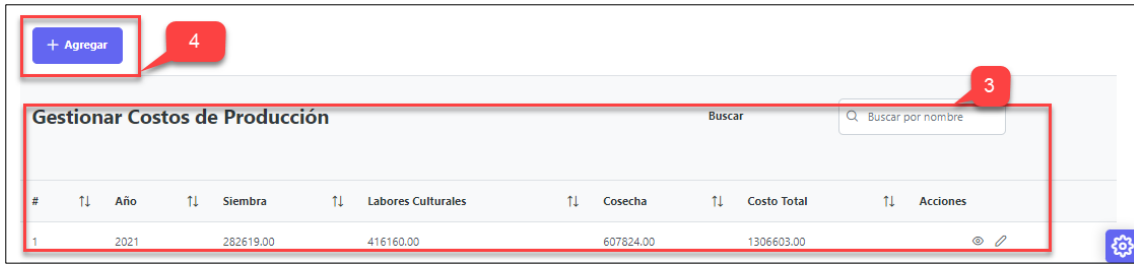 + Agregar
4
3
Gestionar Costos de Producción Buscar Buscar por nombre
# Año Siembra Labores Culturales Cosecha Costo Total Acciones
1 2021 282619.00 416160.00 607824.00 1306603.00